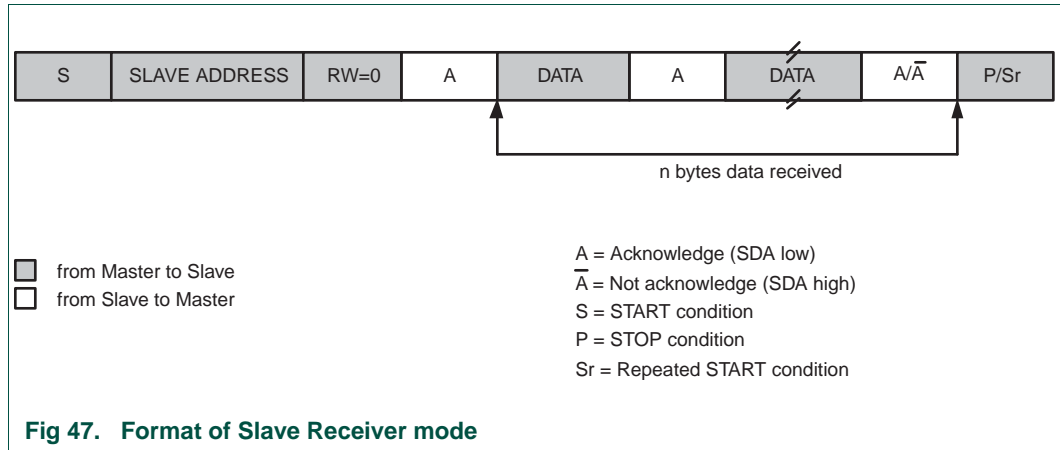 S SLAVE ADDRESS RW=0 A DATA A DATA A/A̅ P/Sr
n bytes data received
from Master to Slave
from Slave to Master
A = Acknowledge (SDA low)
A̅ = Not acknowledge (SDA high)
S = START condition
P = STOP condition
Sr = Repeated START condition
Fig 47. Format of Slave Receiver mode